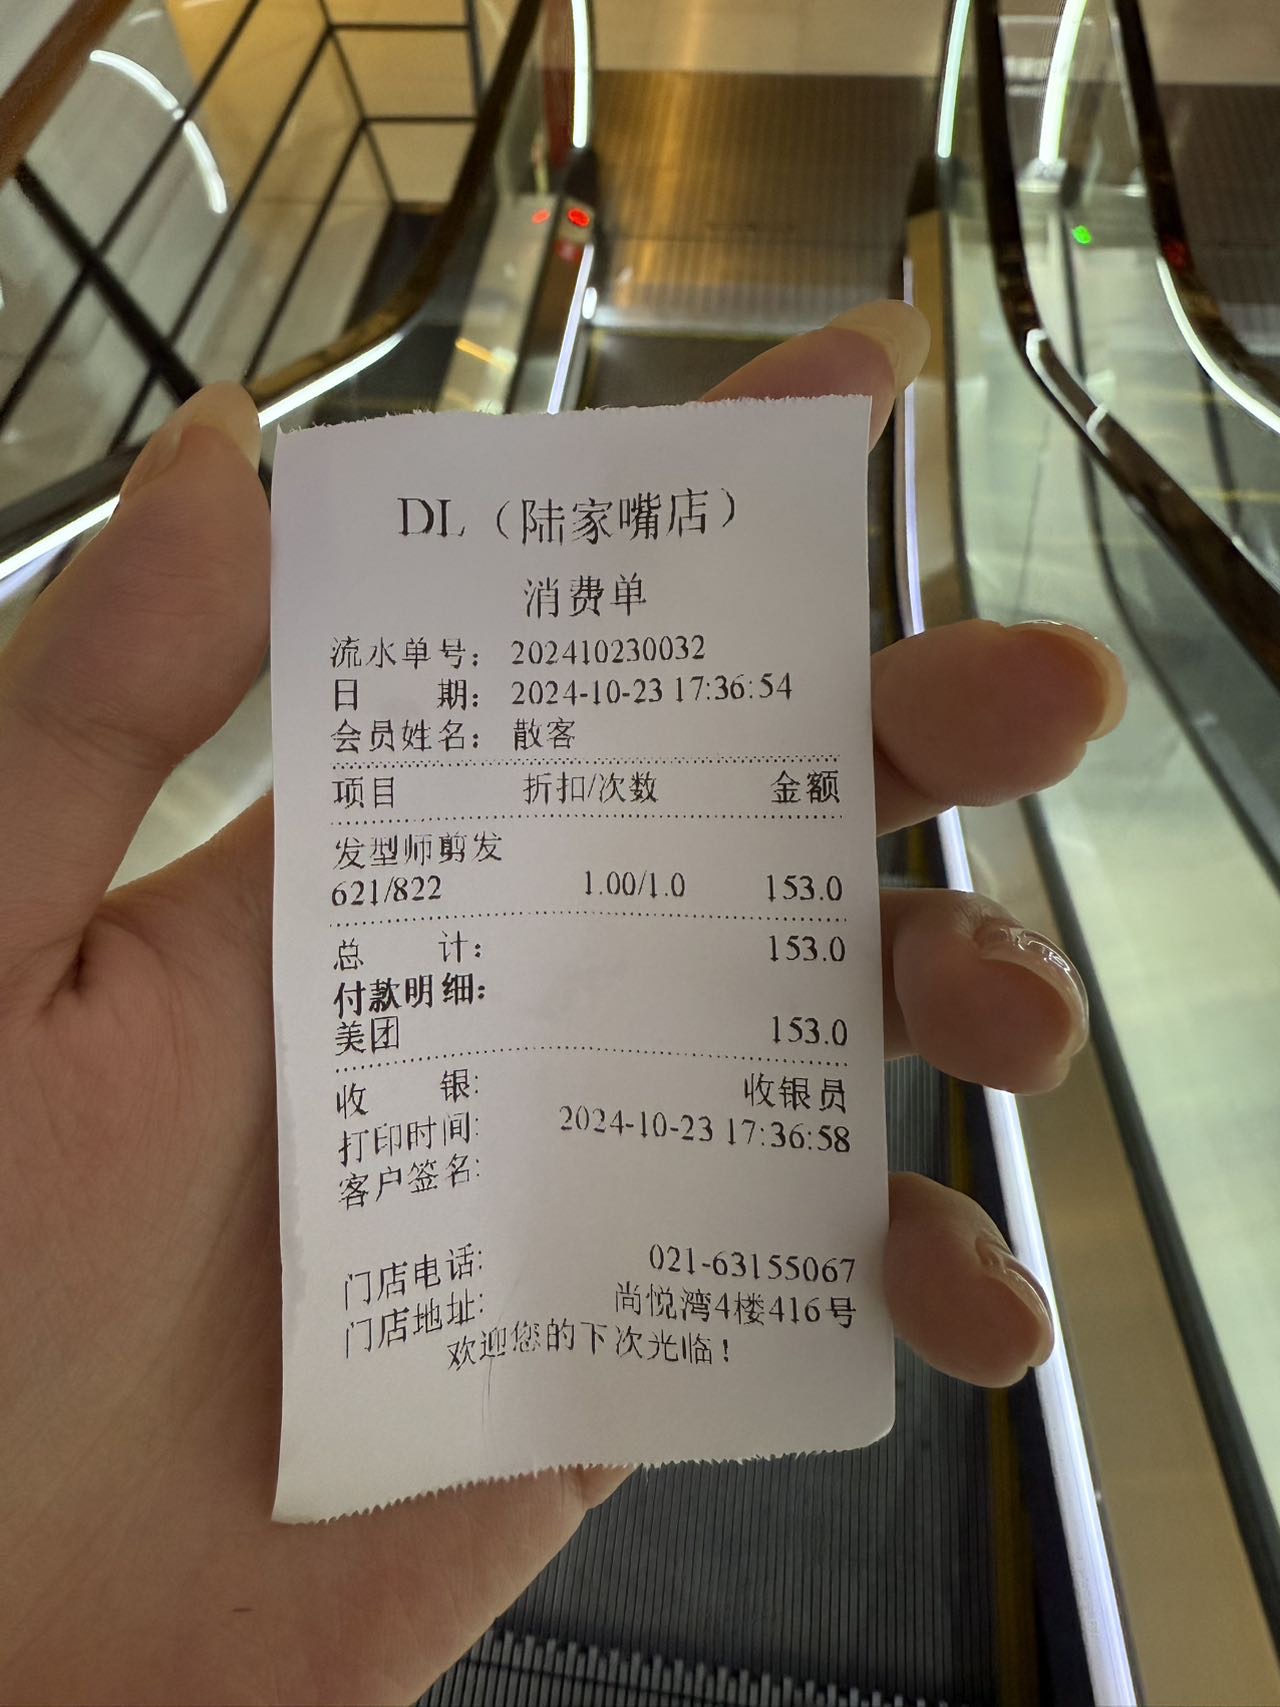 DL（陆家嘴店）
消费单
流水单号： 202410230032
日 期： 2024-10-23 17:36:54
会员姓名： 散客
项目 折扣/次数 金额
发型师剪发
621/822 1.00/1.0 153.0
总 计： 153.0
付款明细：
美团 153.0
收 银: 收银员
打印时间: 2024-10-23 17:36:58
客户签名:
门店电话: 021-63155067
门店地址: 尚悦湾4楼416号
欢迎您的下次光临！